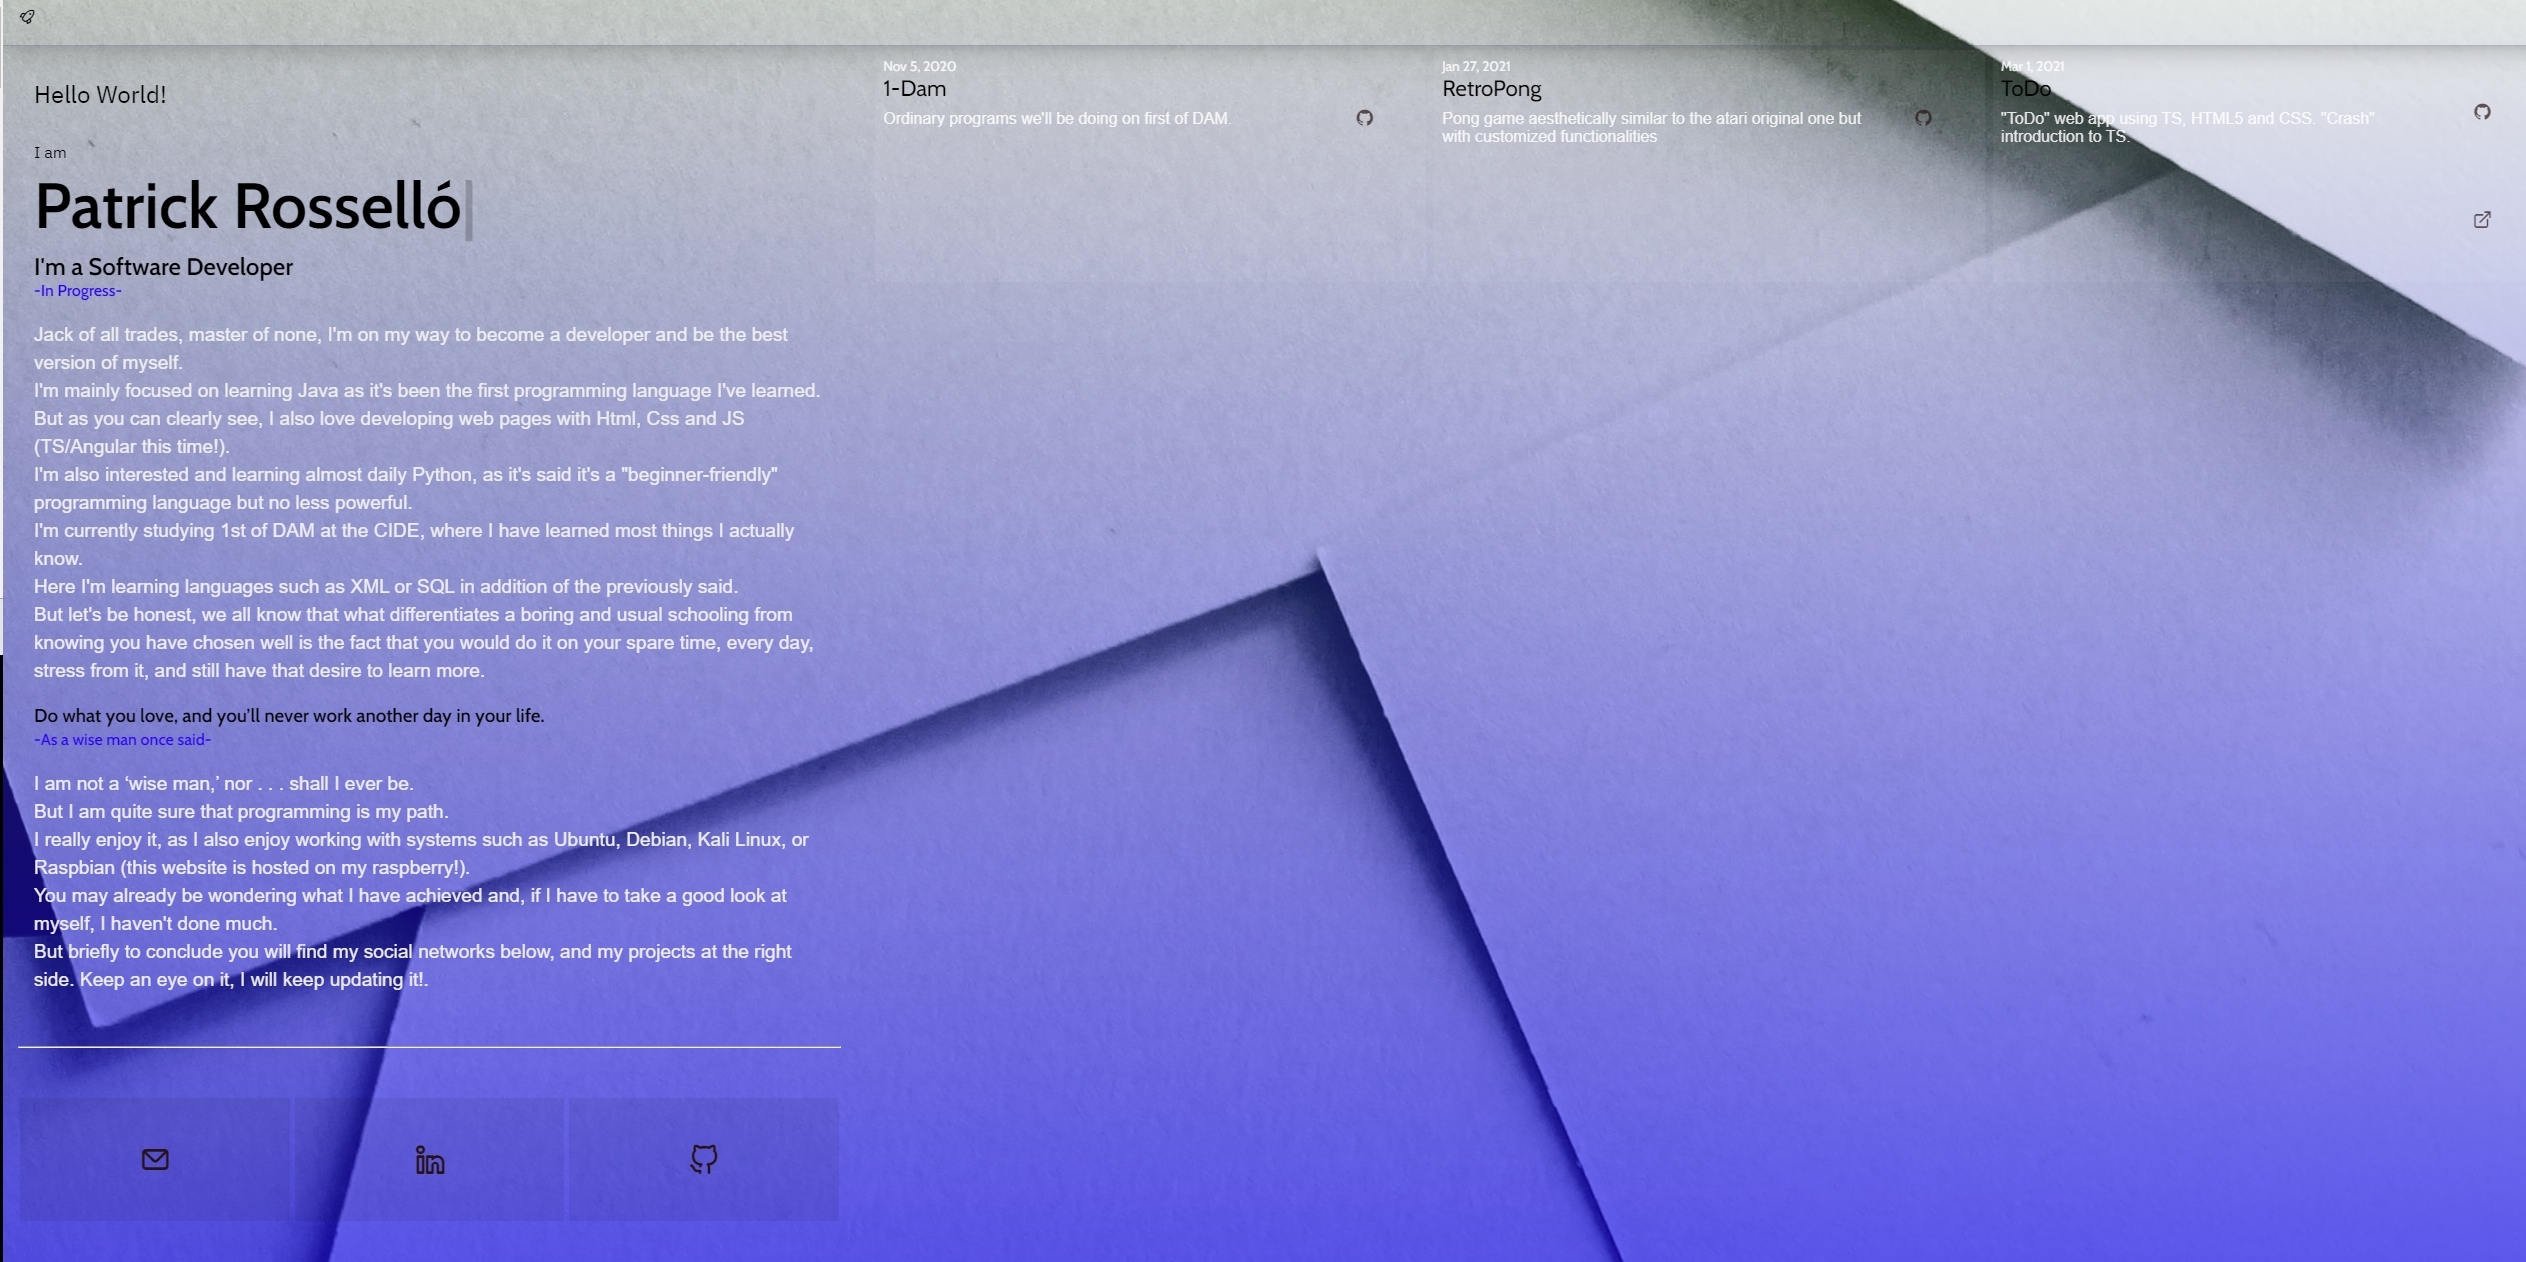 Hello World!
I am
Patrick Rosselló
I'm a Software Developer
-In Progress-
Jack of all trades, master of none, I'm on my way to become a developer and be the best
version of myself.
I'm mainly focused on learning Java as it's been the first programming language I've learned.
But as you can clearly see, I also love developing web pages with Html, Css and JS
(TS/Angular this time!).
I'm also interested and learning almost daily Python, as it's said it's a "beginner-friendly"
programming language but no less powerful.
I'm currently studying 1st of DAM at the CIDE, where I have learned most things I actually
know.
Here I'm learning languages such as XML or SQL in addition of the previously said.
But let's be honest, we all know that what differentiates a boring and usual schooling from
knowing you have chosen well is the fact that you would do it on your spare time, every day,
stress from it, and still have that desire to learn more.
Do what you love, and you’ll never work another day in your life.
-As a wise man once said-
I am not a ‘wise man,’ nor . . . shall I ever be.
But I am quite sure that programming is my path.
I really enjoy it, as I also enjoy working with systems such as Ubuntu, Debian, Kali Linux, or
Raspbian (this website is hosted on my raspberry!).
You may already be wondering what I have achieved and, if I have to take a good look at
myself, I haven't done much.
But briefly to conclude you will find my social networks below, and my projects at the right
side. Keep an eye on it, I will keep updating it!.
Nov 5, 2020
1-Dam
Ordinary programs we'll be doing on first of DAM.
Jan 27, 2021
RetroPong
Pong game aesthetically similar to the atari original one but
with customized functionalities
Mar 1, 2021
ToDo
"ToDo" web app using TS, HTML5 and CSS. "Crash"
introduction to TS.